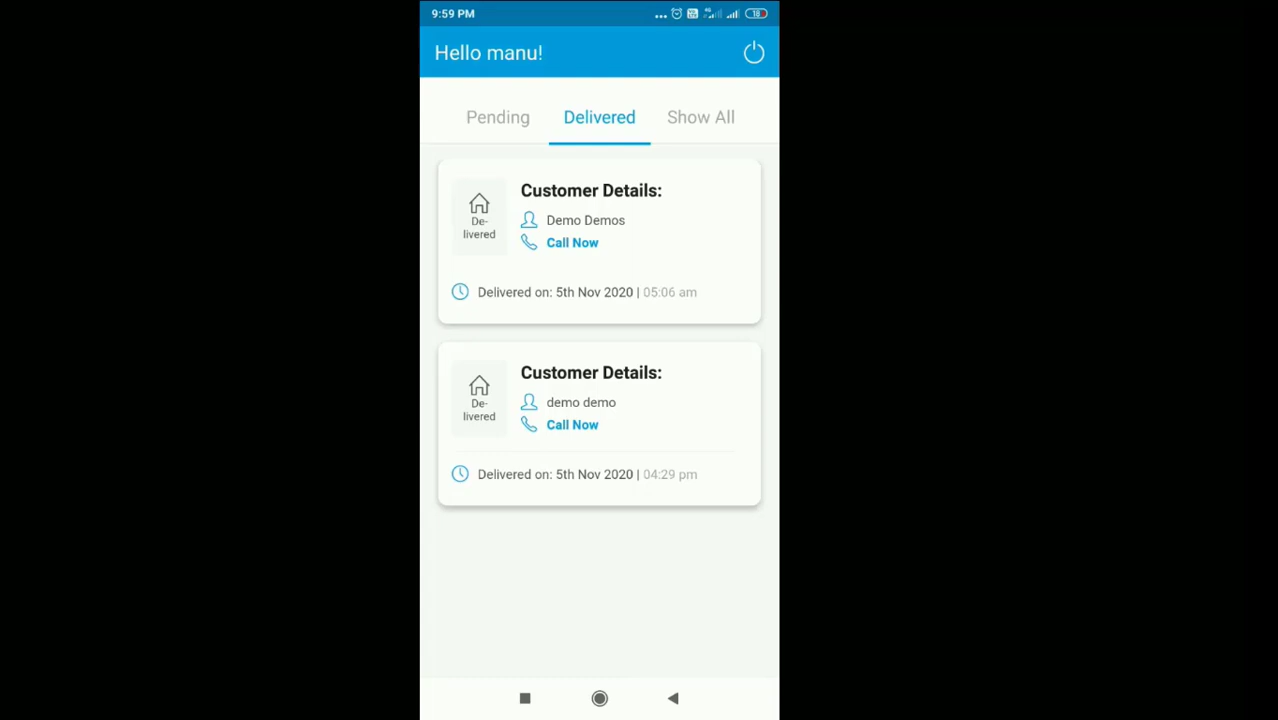 9:59 PM
4G
18
Hello manu!
Pending
Delivered
Show All
Customer Details:
De-
livered
Demo Demos
Call Now
Delivered on: 5th Nov 2020 | 05:06 am
Customer Details:
De-
livered
demo demo
Call Now
Delivered on: 5th Nov 2020 | 04:29 pm